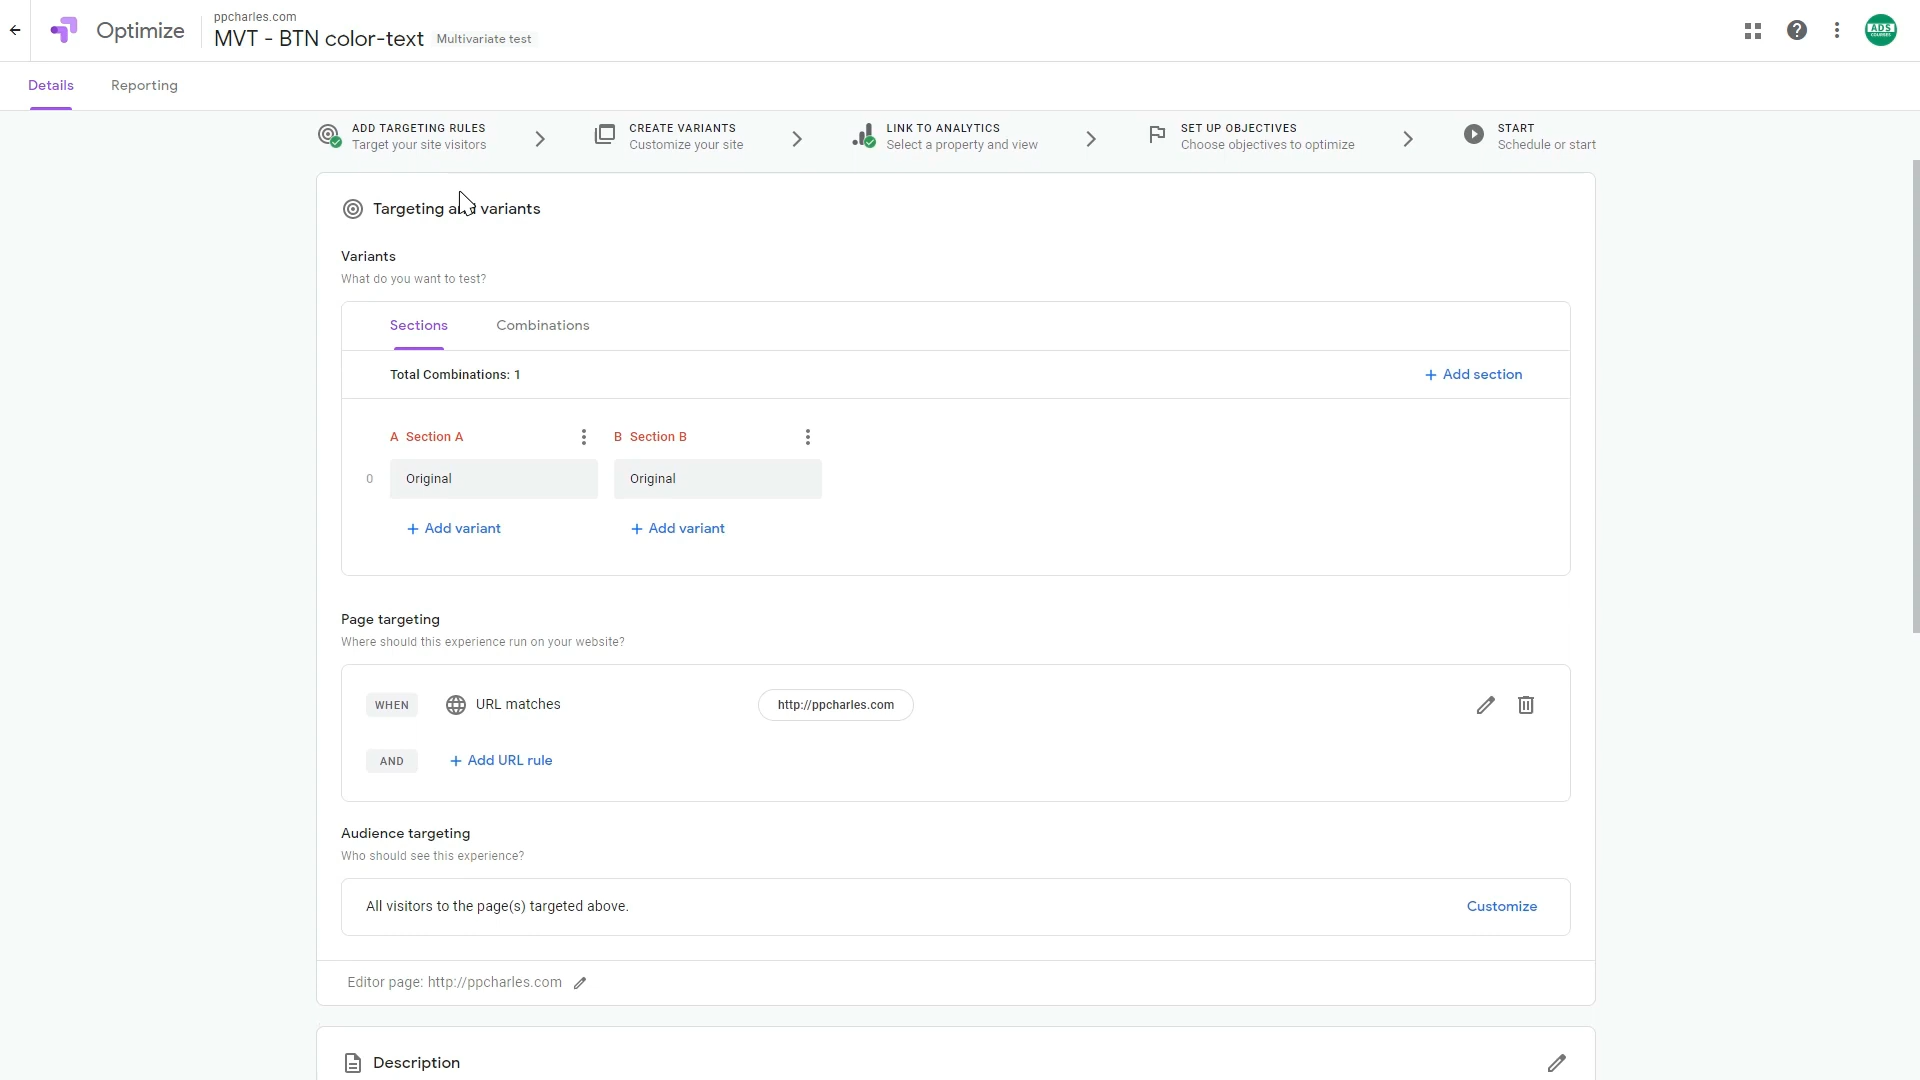 ppcharles.com
Optimize
MVT - BTN color-text Multivariate test
ADS
COURSES
Details Reporting
ADD TARGETING RULES
Target your site visitors
CREATE VARIANTS
Customize your site
LINK TO ANALYTICS
Select a property and view
SET UP OBJECTIVES
Choose objectives to optimize
START
Schedule or start
Targeting and variants
Variants
What do you want to test?
Sections Combinations
Total Combinations: 1
+ Add section
A Section A
B Section B
0 Original Original
+ Add variant + Add variant
Page targeting
Where should this experience run on your website?
WHEN URL matches http://ppcharles.com
AND + Add URL rule
Audience targeting
Who should see this experience?
All visitors to the page(s) targeted above. Customize
Editor page: http://ppcharles.com
Description